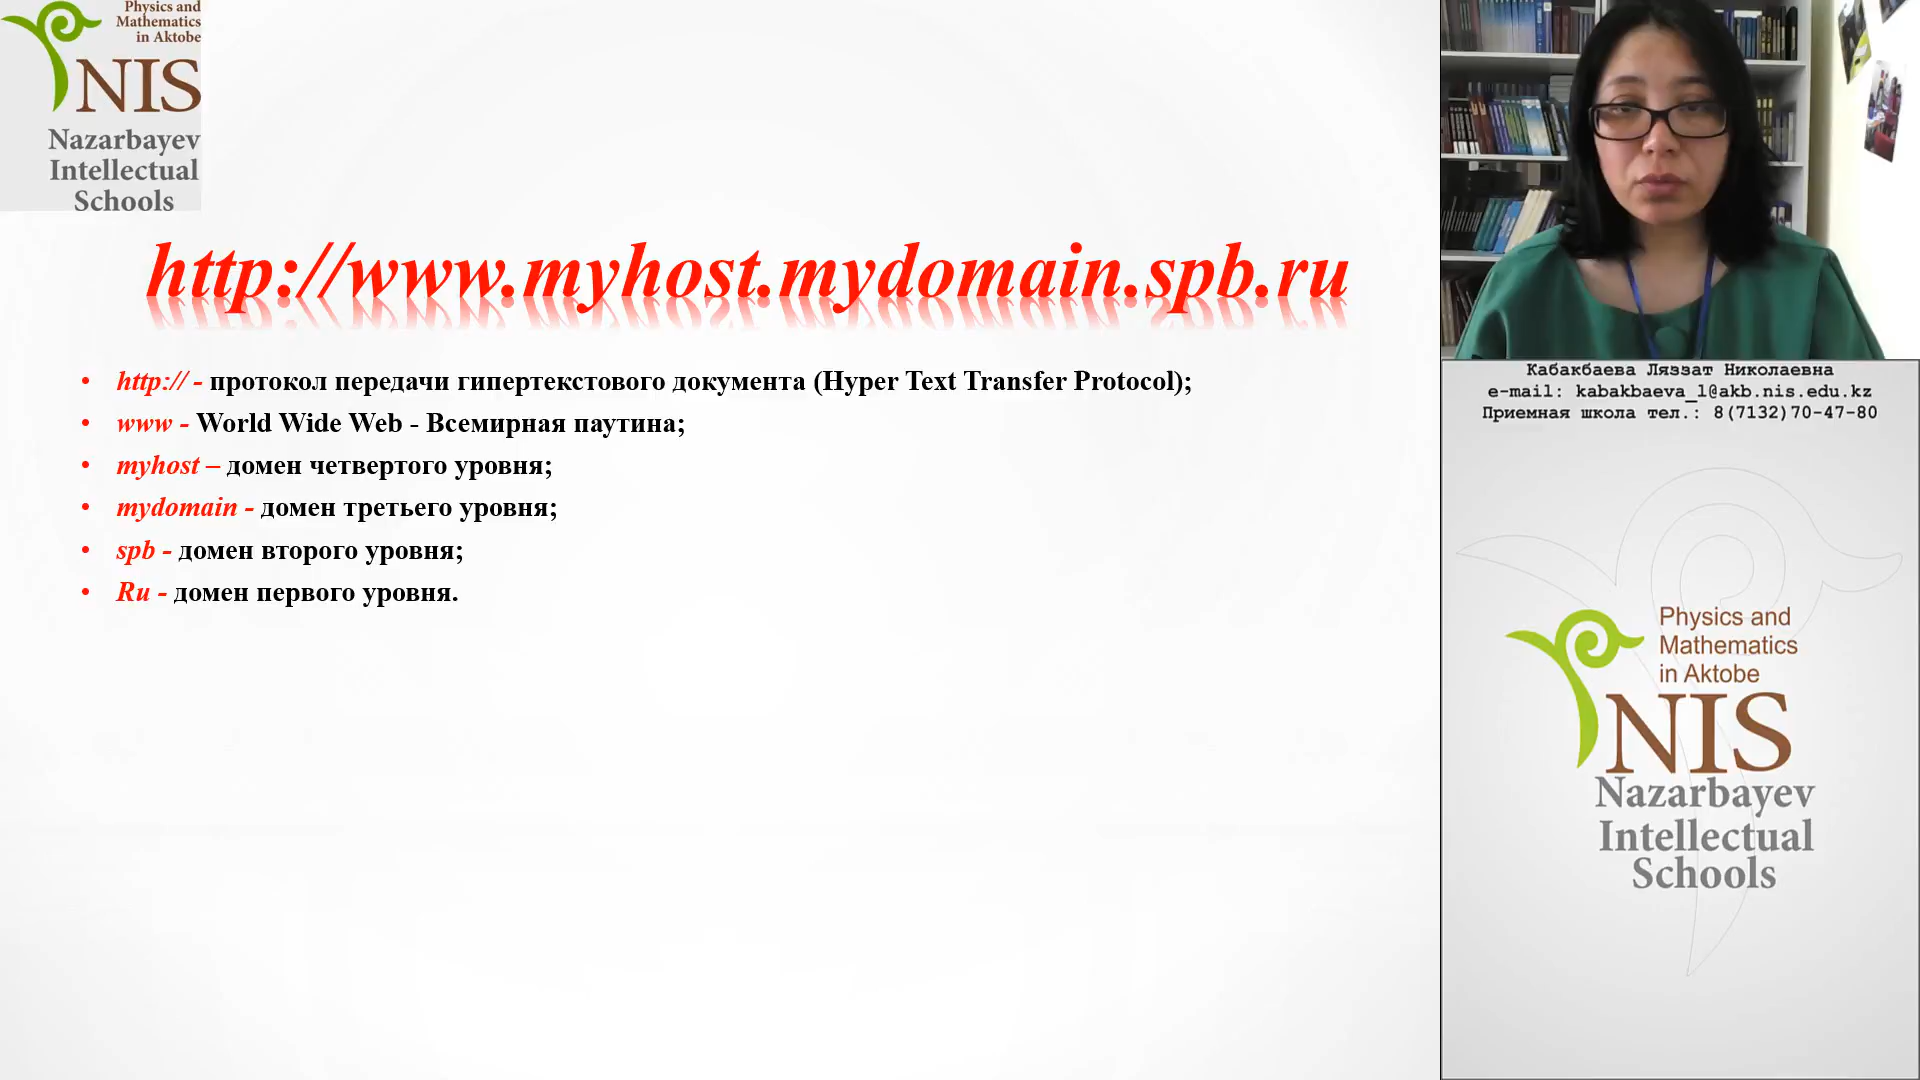 Physics and
Mathematics
in Aktobe
NIS
Nazarbayev
Intellectual
Schools
http://www.myhost.mydomain.spb.ru
• http:// - протокол передачи гипертекстового документа (Hyper Text Transfer Protocol);
• www - World Wide Web - Всемирная паутина;
• myhost – домен четвертого уровня;
• mydomain - домен третьего уровня;
• spb - домен второго уровня;
• Ru - домен первого уровня.
Кабакбаева Ляззат Николаевна
e-mail: kabakbaeva_l@akb.nis.edu.kz
Приемная школа тел.: 8(7132)70-47-80
Physics and
Mathematics
in Aktobe
NIS
Nazarbayev
Intellectual
Schools